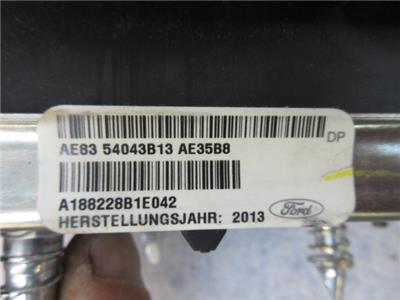 DP
AE83 54043B13 AE35B8
A188228B1E042
HERSTELLUNGSJAHR: 2013
Ford